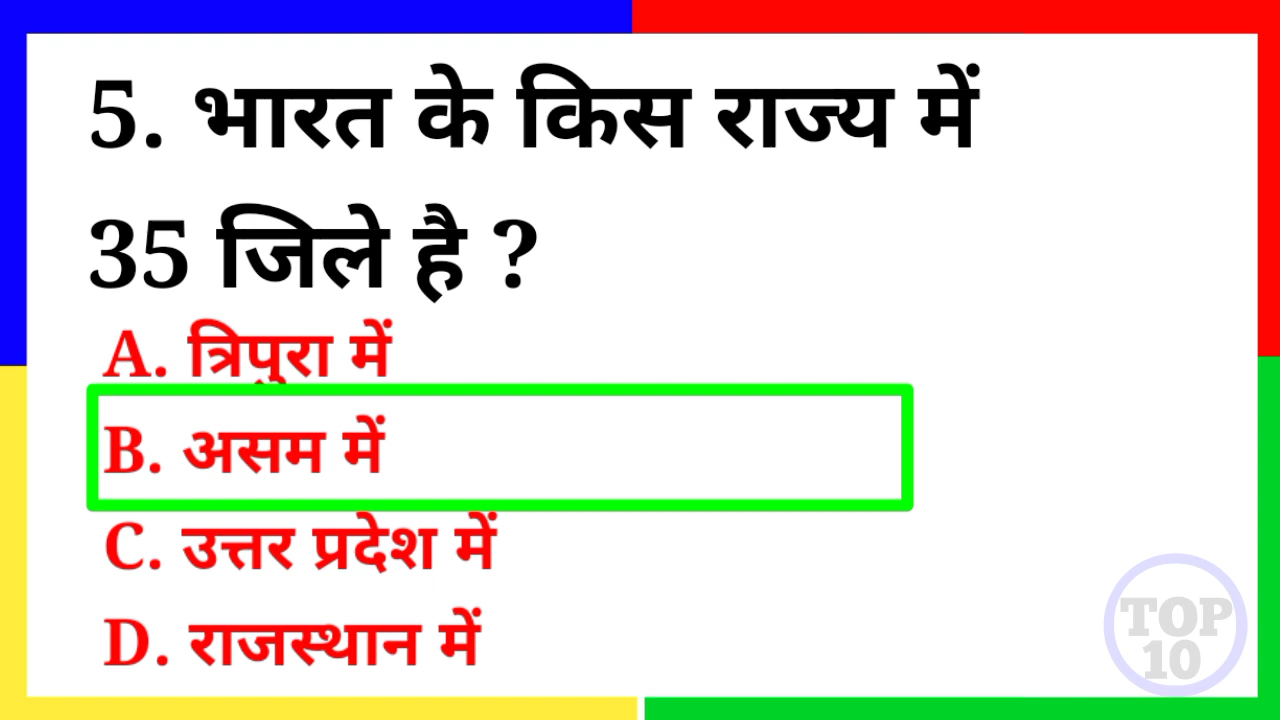 5. भारत के किस राज्य में
35 जिले है ?
A. त्रिपुरा में
B. असम में
C. उत्तर प्रदेश में
D. राजस्थान में
TOP
10